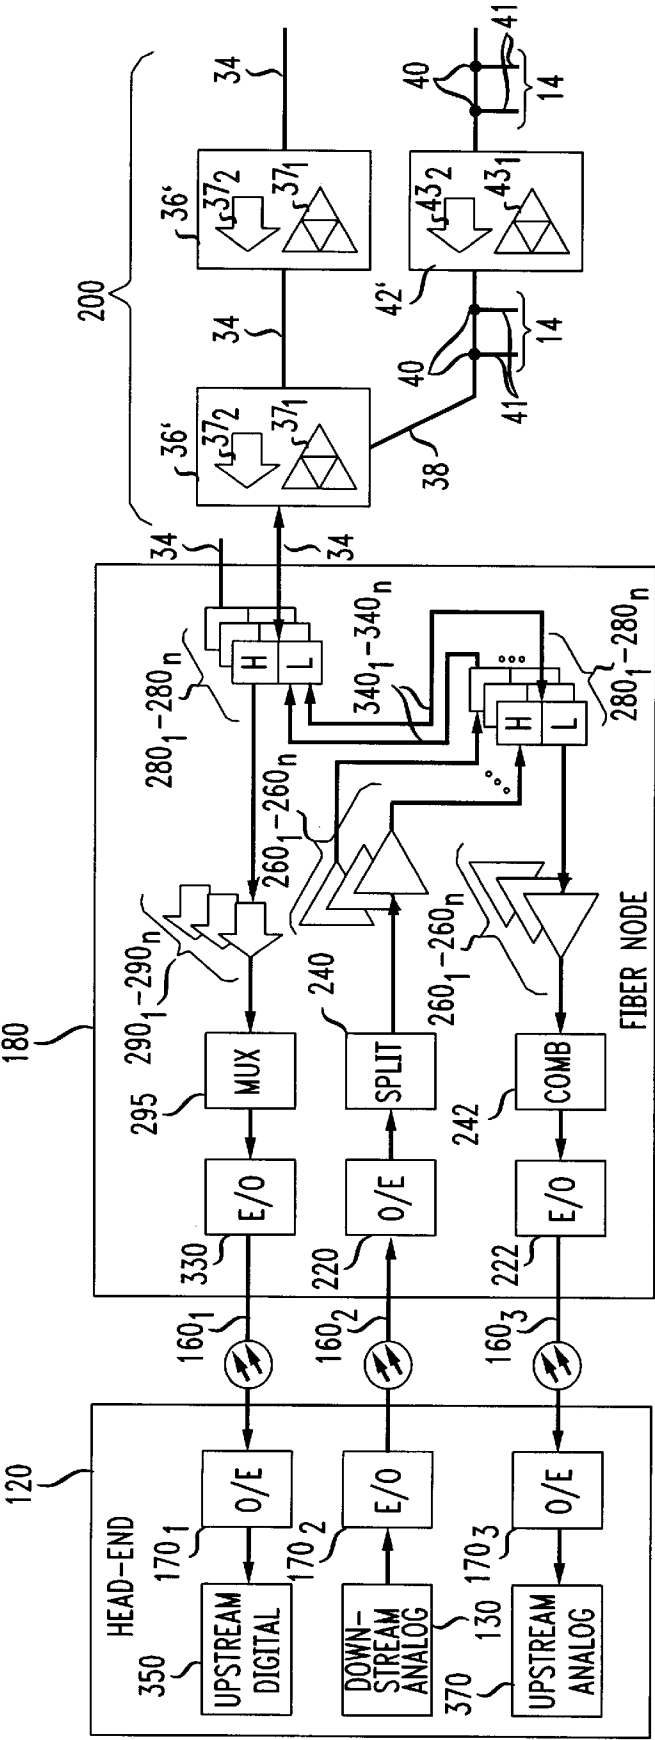 120
HEAD-END
350
UPSTREAM
DIGITAL
170₁
O/E
160₁
DOWN-
STREAM
ANALOG
130
170₂
E/O
160₂
370
UPSTREAM
ANALOG
170₃
O/E
160₃
180
FIBER NODE
330
E/O
295
MUX
290₁–290ₙ
280₁–280ₙ
H
L
34
34
220
O/E
240
SPLIT
260₁–260ₙ
340₁–340ₙ
222
E/O
242
COMB
260₁–260ₙ
H
L
280₁–280ₙ
200
36'
37₂
37₁
34
36'
37₂
37₁
34
38
40
41
14
42'
43₂
43₁
40
41
14